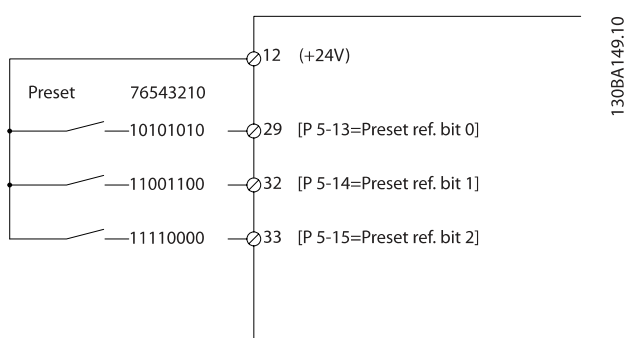 12 (+24V)
Preset 76543210
10101010 29 [P 5-13=Preset ref. bit 0]
11001100 32 [P 5-14=Preset ref. bit 1]
11110000 33 [P 5-15=Preset ref. bit 2]
130BA149.10